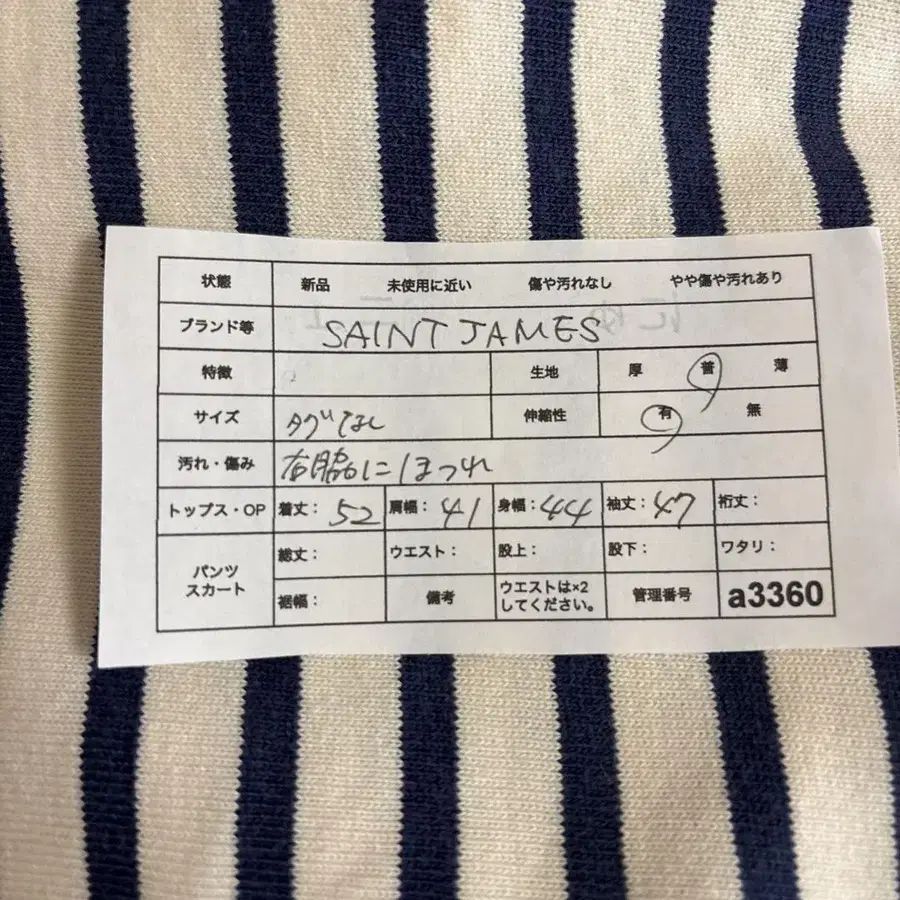 状態 新品 未使用に近い 傷や汚れなし やや傷や汚れあり
ブランド等 SAINT JAMES
特徴 生地 厚 普 薄
サイズ タグなし 伸縮性 有 無
汚れ・傷み 右脇にほつれ
トップス・OP 着丈: 52 肩幅: 41 身幅: 44 袖丈: 47 裄丈:
パンツ スカート 総丈: ウエスト: 股上: 股下: ワタリ:
裾幅: 備考 ウエストは×2 してください。 管理番号 a3360